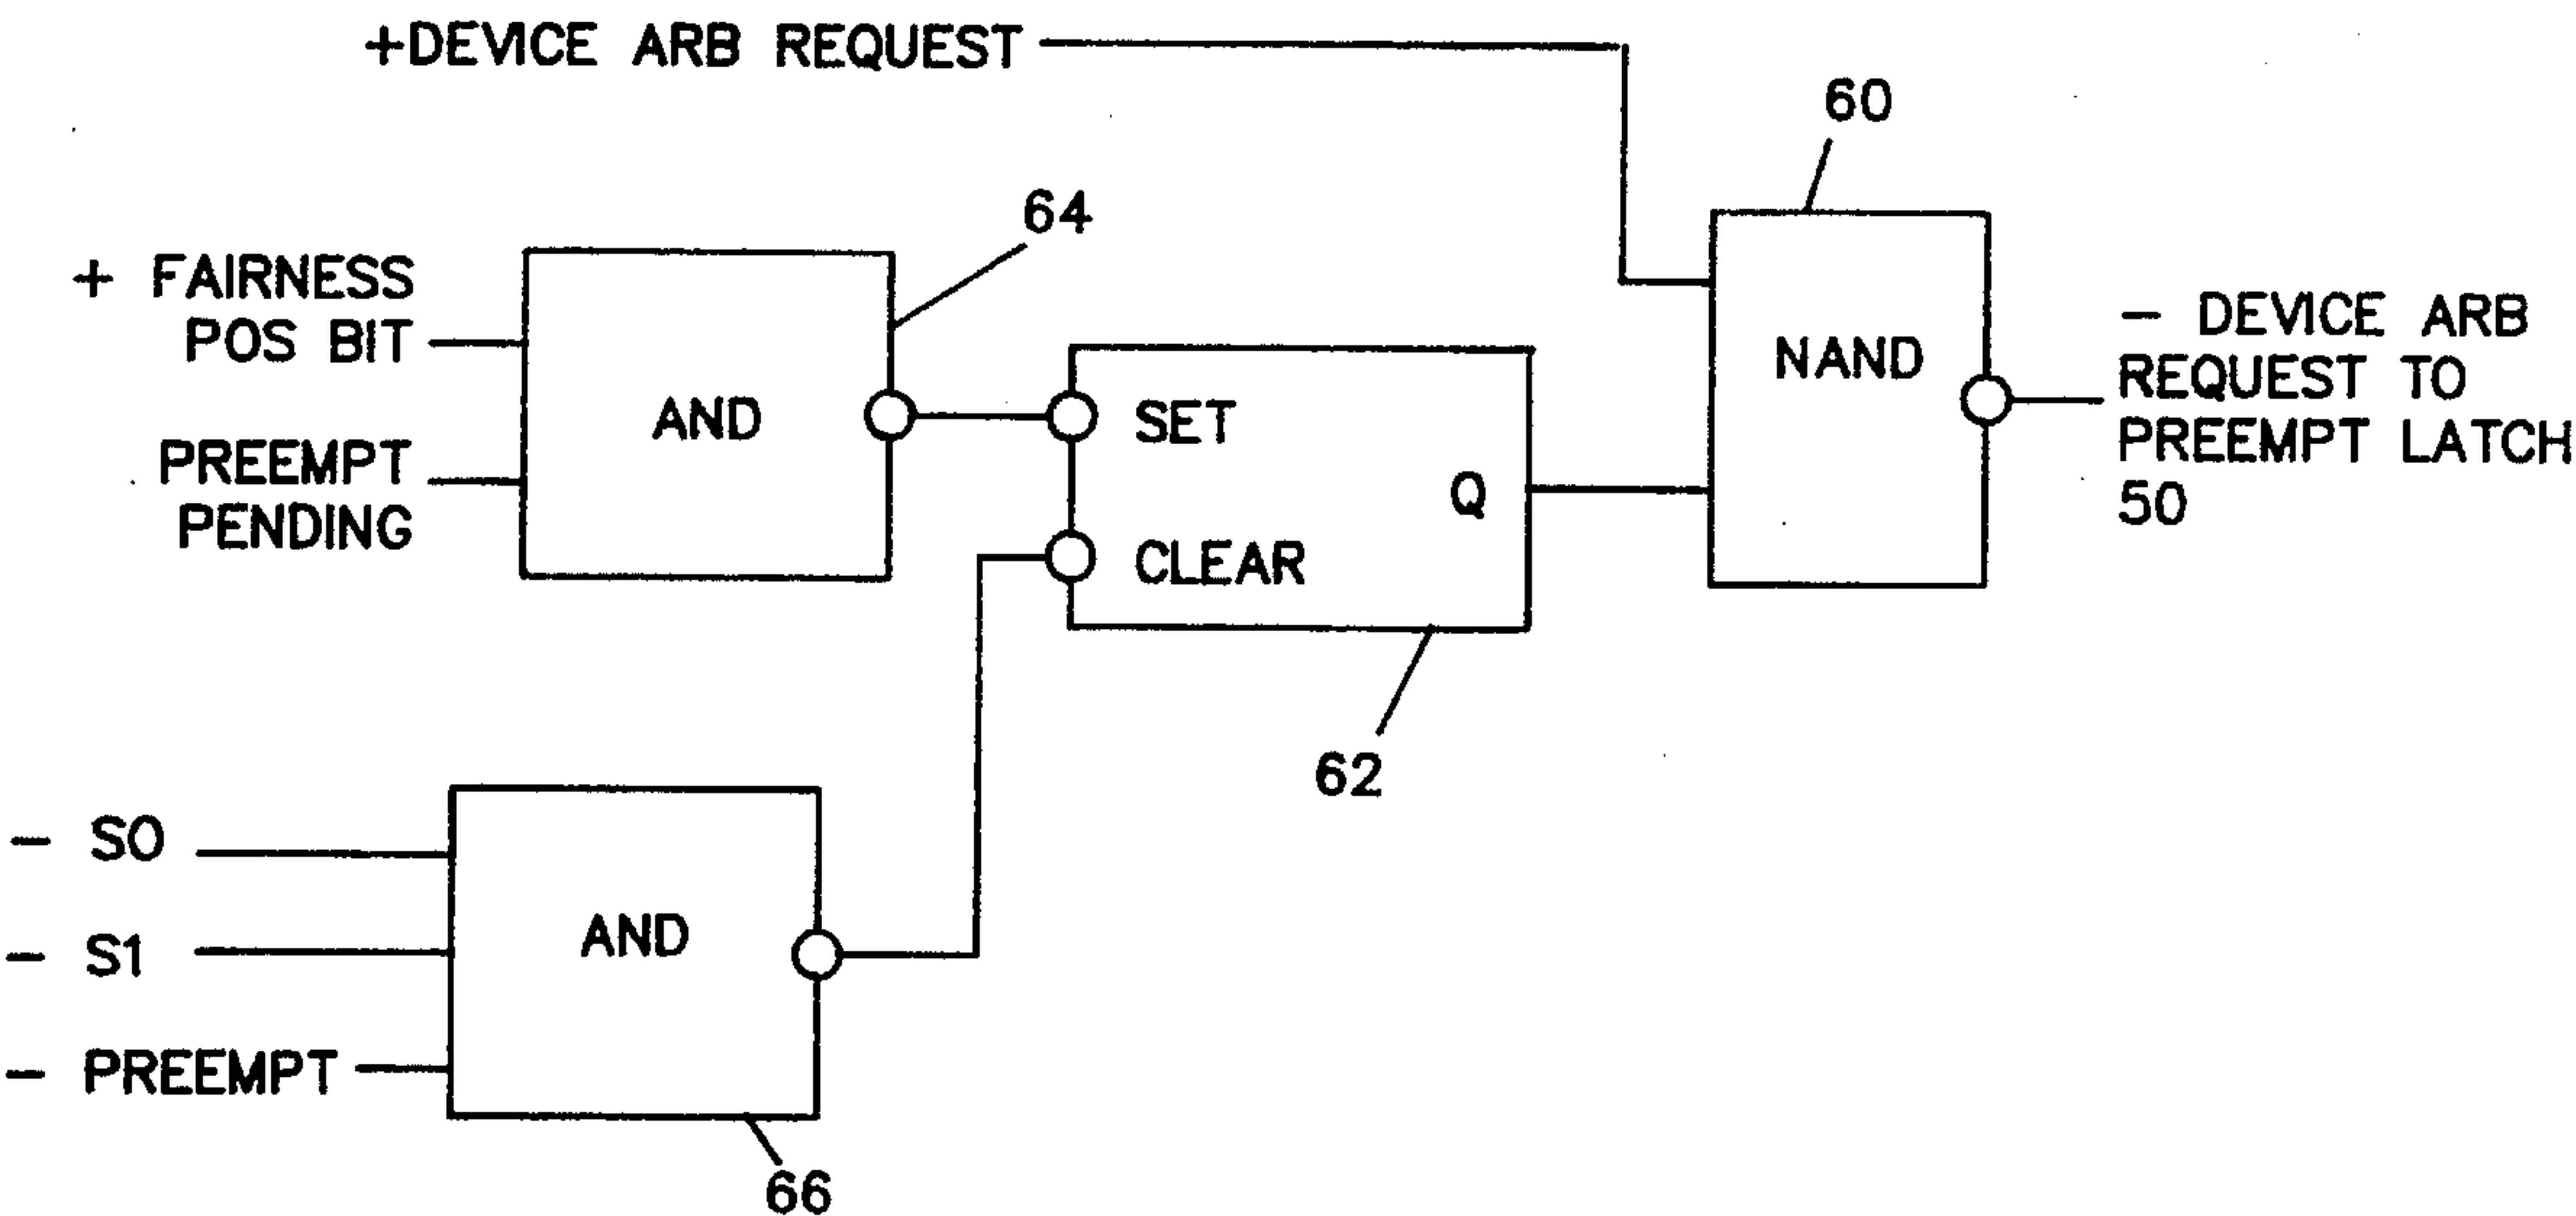 +DEVICE ARB REQUEST
60
64
+ FAIRNESS
POS BIT
PREEMPT
PENDING
AND
SET
CLEAR
Q
62
NAND
– DEVICE ARB
REQUEST TO
PREEMPT LATCH
50
– S0
– S1
– PREEMPT
AND
66